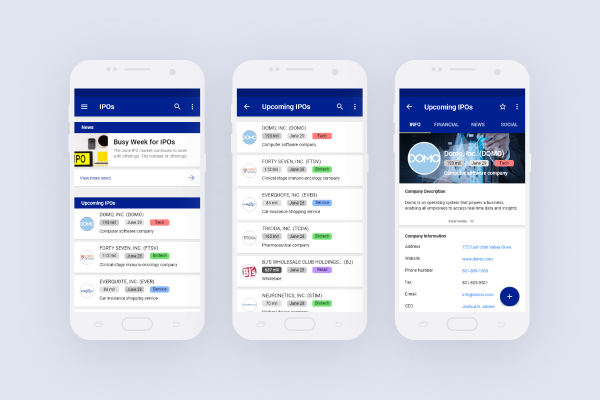 IPOs
News
IPO
Busy Week for IPOs
The June IPO market continues to week
with offerings. The number of offerings.
View more news
Upcoming IPOs
DOMO, INC. (DOMO)
193 mil June 29 Tech
Computer software company
FORTY SEVEN, INC. (FTSV)
113 mil June 28 Biotech
Clinical-stage immuno-oncology company
EVERQUOTE, INC. (EVER)
84 mil June 28 Service
Car insurance shopping service
Upcoming IPOs
DOMO, INC. (DOMO)
193 mil June 29 Tech
Computer software company
FORTY SEVEN, INC. (FTSV)
113 mil June 28 Biotech
Clinical-stage immuno-oncology company
EVERQUOTE, INC. (EVER)
84 mil June 28 Service
Car insurance shopping service
TRICIDA, INC. (TCDA)
June 28 Biotech
Pharmaceutical company
BJ'S WHOLESALE CLUB HOLDINGS... (BJ)
637 mil June 28 Retail
Wholesale
NEURONETICS, INC. (STIM)
70 mil June 28 Biotech
Upcoming IPOs
INFO FINANCIAL NEWS SOCIAL
DOMO
Domo, Inc. (DOMO)
193 mil June 29 Tech
Computer software company
Company Description
Domo is an operating system that powers a business,
enabling all employees to access real-time data and insights.
VIEW MORE
Company Information
Address 772 East Utah Valley Drive
Website www.domo.com
Phone Number 801-899-1000
Fax 801-805-9501
Email info@domo.com
CEO Joshua G. James